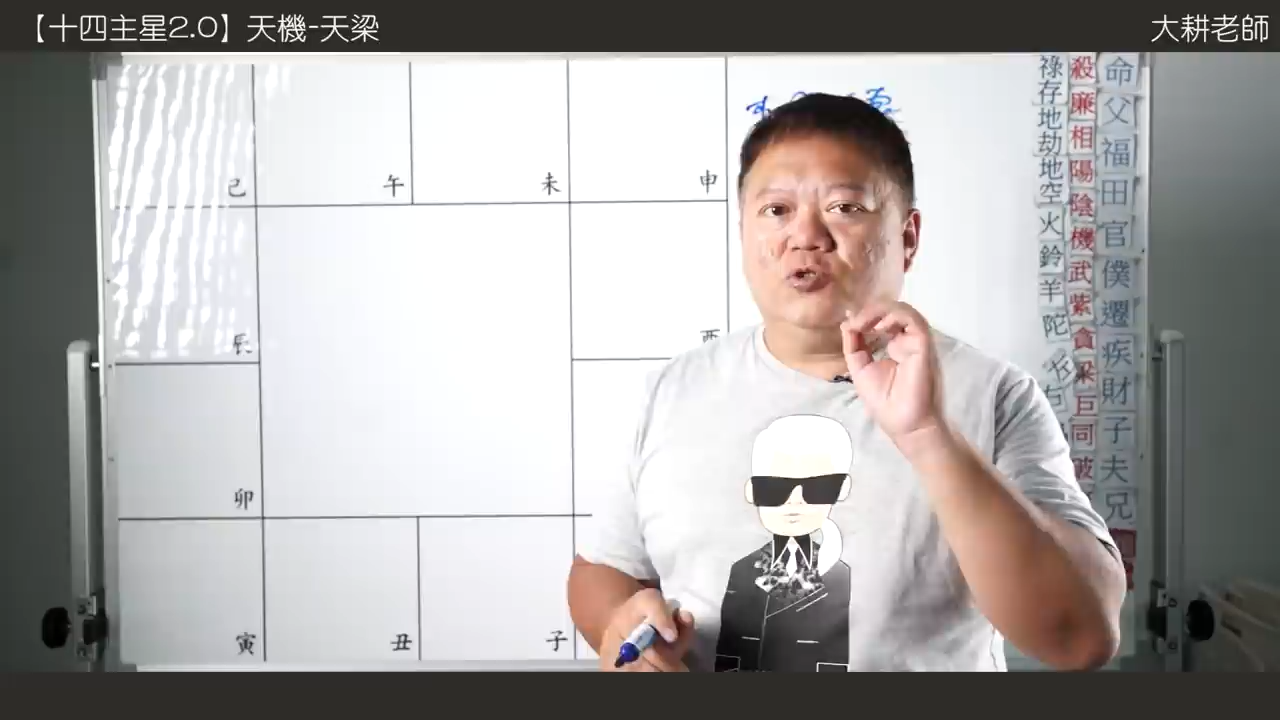 【十四主星2.0】天機-天梁
大耕老師
巳
午
未
申
辰
酉
卯
寅
丑
子
祿存地劫地空火鈴羊陀左右
殺廉相陽陰機武紫貪梁巨同破
命父福田官僕遷疾財子夫兄